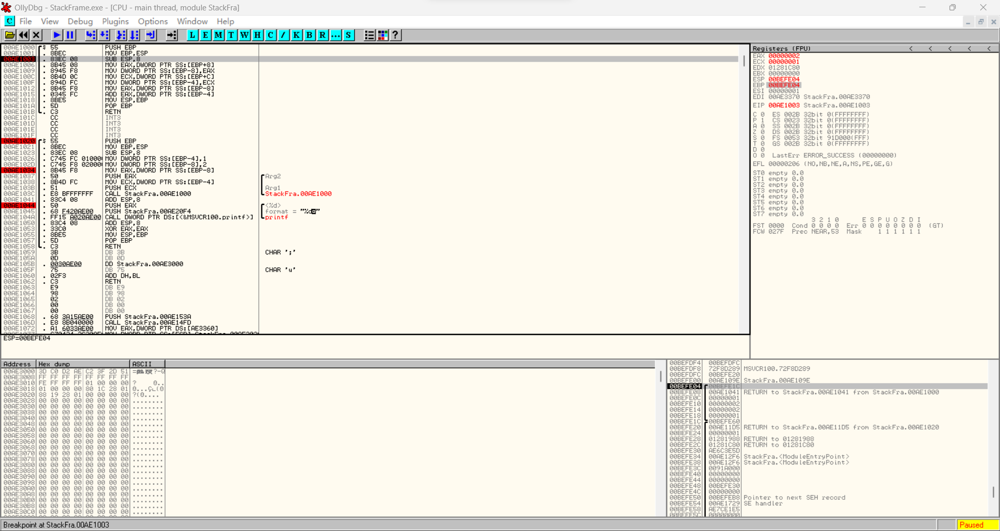 OllyDbg - StackFrame.exe - [CPU - main thread, module StackFra]
C File View Debug Plugins Options Window Help
L E M T W H C / K B R ... S ?
00AE1000 $ 55 PUSH EBP
00AE1001 . 8BEC MOV EBP,ESP
00AE1003 . 83EC 08 SUB ESP,8
00AE1006 . 8B45 08 MOV EAX,DWORD PTR SS:[EBP+8]
00AE1009 . 8945 F8 MOV DWORD PTR SS:[EBP-8],EAX
00AE100C . 8B4D 0C MOV ECX,DWORD PTR SS:[EBP+C]
00AE100F . 894D FC MOV DWORD PTR SS:[EBP-4],ECX
00AE1012 . 8B45 F8 MOV EAX,DWORD PTR SS:[EBP-8]
00AE1015 . 0345 FC ADD EAX,DWORD PTR SS:[EBP-4]
00AE1018 . 8BE5 MOV ESP,EBP
00AE101A . 5D POP EBP
00AE101B . C3 RETN
00AE101C CC INT3
00AE101D CC INT3
00AE101E CC INT3
00AE101F CC INT3
00AE1020 $ 55 PUSH EBP
00AE1021 . 8BEC MOV EBP,ESP
00AE1023 . 83EC 08 SUB ESP,8
00AE1026 . C745 FC 01000 MOV DWORD PTR SS:[EBP-4],1
00AE102D . C745 F8 02000 MOV DWORD PTR SS:[EBP-8],2
00AE1034 . 8B45 F8 MOV EAX,DWORD PTR SS:[EBP-8]
00AE1037 . 50 PUSH EAX Arg2
00AE1038 . 8B4D FC MOV ECX,DWORD PTR SS:[EBP-4]
00AE103B . 51 PUSH ECX Arg1
00AE103C . E8 BFFFFFFF CALL StackFra.00AE1000 StackFra.00AE1000
00AE1041 . 83C4 08 ADD ESP,8
00AE1044 . 50 PUSH EAX <%d>
00AE1045 . 68 F420AE00 PUSH StackFra.00AE20F4 format = "%d
00AE104A . FF15 A020AE00 CALL DWORD PTR DS:[<&MSVCR100.printf>] printf
00AE1050 . 83C4 08 ADD ESP,8
00AE1053 . 33C0 XOR EAX,EAX
00AE1055 . 8BE5 MOV ESP,EBP
00AE1057 . 5D POP EBP
00AE1058 . C3 RETN
00AE1059 3B DB 3B CHAR ';'
00AE105A 0D DB 0D
00AE105B . 0030AE00 DD StackFra.00AE3000
00AE105F 75 DB 75 CHAR 'u'
00AE1060 . 02F3 ADD DH,BL
00AE1062 . C3 RETN
00AE1063 E9 DB E9
00AE1064 98 DB 98
00AE1065 02 DB 02
00AE1066 00 DB 00
00AE1067 00 DB 00
00AE1068 . 68 3A15AE00 PUSH StackFra.00AE153A
00AE106D . E8 8B040000 CALL StackFra.00AE14FD
00AE1072 . A1 6033AE00 MOV EAX,DWORD PTR DS:[AE3360]
ESP=00BEFE04
Registers (FPU) < < < < <
EAX 00000002
ECX 00000001
EDX 01281C80
EBX 00000000
ESP 00BEFE04
EBP 00BEFE04
ESI 00000001
EDI 00AE3370 StackFra.00AE3370
EIP 00AE1003 StackFra.00AE1003
C 0 ES 002B 32bit 0(FFFFFFFF)
P 1 CS 0023 32bit 0(FFFFFFFF)
A 0 SS 002B 32bit 0(FFFFFFFF)
Z 0 DS 002B 32bit 0(FFFFFFFF)
S 0 FS 0053 32bit 91D000(FFF)
T 0 GS 002B 32bit 0(FFFFFFFF)
D 0
O 0 LastErr ERROR_SUCCESS (00000000)
EFL 00000206 (NO,NB,NE,A,NS,PE,GE,G)
ST0 empty 0.0
ST1 empty 0.0
ST2 empty 0.0
ST3 empty 0.0
ST4 empty 0.0
ST5 empty 0.0
ST6 empty 0.0
ST7 empty 0.0
3 2 1 0 E S P U O Z D I
FST 0000 Cond 0 0 0 0 Err 0 0 0 0 0 0 0 0 (GT)
FCW 027F Prec NEAR,53 Mask 1 1 1 1 1 1
Address Hex dump ASCII
00AE3000 3D C0 D2 AE C2 3F 2D 51
00AE3008 FF FF FF FF FF FF FF FF
00AE3010 FE FF FF FF 01 00 00 00
00AE3018 01 00 00 00 80 1C 28 01
00AE3020 88 19 28 01 00 00 00 00
00AE3028 00 00 00 00 00 00 00 00 ........
00AE3030 00 00 00 00 00 00 00 00 ........
00AE3038 00 00 00 00 00 00 00 00 ........
00AE3040 00 00 00 00 00 00 00 00 ........
00AE3048 00 00 00 00 00 00 00 00 ........
00AE3050 00 00 00 00 00 00 00 00 ........
00AE3058 00 00 00 00 00 00 00 00 ........
00AE3060 00 00 00 00 00 00 00 00 ........
00AE3068 00 00 00 00 00 00 00 00 ........
00AE3070 00 00 00 00 00 00 00 00 ........
00AE3078 00 00 00 00 00 00 00 00 ........
00AE3080 00 00 00 00 00 00 00 00 ........
00AE3088 00 00 00 00 00 00 00 00 ........
00AE3090 00 00 00 00 00 00 00 00 ........
00AE3098 00 00 00 00 00 00 00 00 ........
00AE30A0 00 00 00 00 00 00 00 00 ........
00AE30A8 00 00 00 00 00 00 00 00 ........
00AE30B0 00 00 00 00 00 00 00 00 ........
00AE30B8 00 00 00 00 00 00 00 00 ........
00AE30C0 00 00 00 00 00 00 00 00 ........
00BEFDF4 00BEFDFC
00BEFDF8 72F8D289 MSVCR100.72F8D289
00BEFDFC 00BEFE20
00BEFE00 00AE109E StackFra.00AE109E
00BEFE04 00BEFE1C
00BEFE08 00AE1041 RETURN to StackFra.00AE1041 from StackFra.00AE1000
00BEFE0C 00000001
00BEFE10 00000002
00BEFE14 00000002
00BEFE18 00000001
00BEFE1C 00BEFE60
00BEFE20 00AE11D5 RETURN to StackFra.00AE11D5 from StackFra.00AE1020
00BEFE24 00000001
00BEFE28 01281988 RETURN to 01281988
00BEFE2C 01281C80 RETURN to 01281C80
00BEFE30 AE6C3E5D
00BEFE34 00AE12F6 StackFra.<ModuleEntryPoint>
00BEFE38 00AE12F6 StackFra.<ModuleEntryPoint>
00BEFE3C 0091A000
00BEFE40 00000000
00BEFE44 00000000
00BEFE48 00BEFE30
00BEFE4C 00000000
00BEFE50 00BEFEB8 Pointer to next SEH record
00BEFE54 00AE1729 SE handler
00BEFE58 AE7CE1E5
00BEFE5C 00000000
Breakpoint at StackFra.00AE1003
Paused